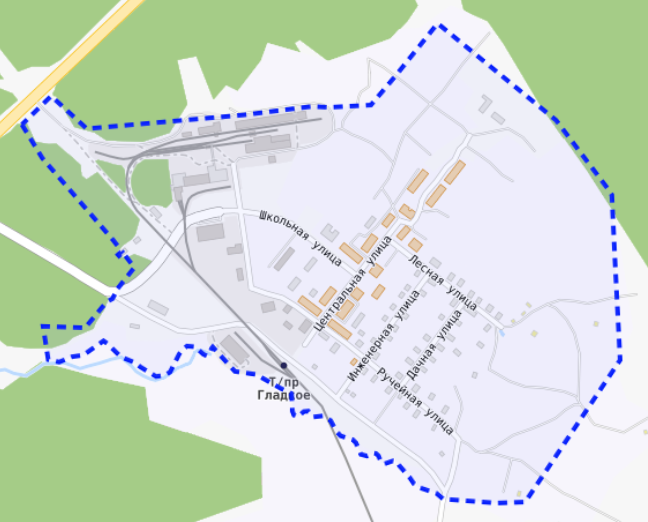 Школьная улица
Лесная улица
Центральная улица
Инженерная улица
Дачная улица
Ручейная улица
Т/пр
Гладкое